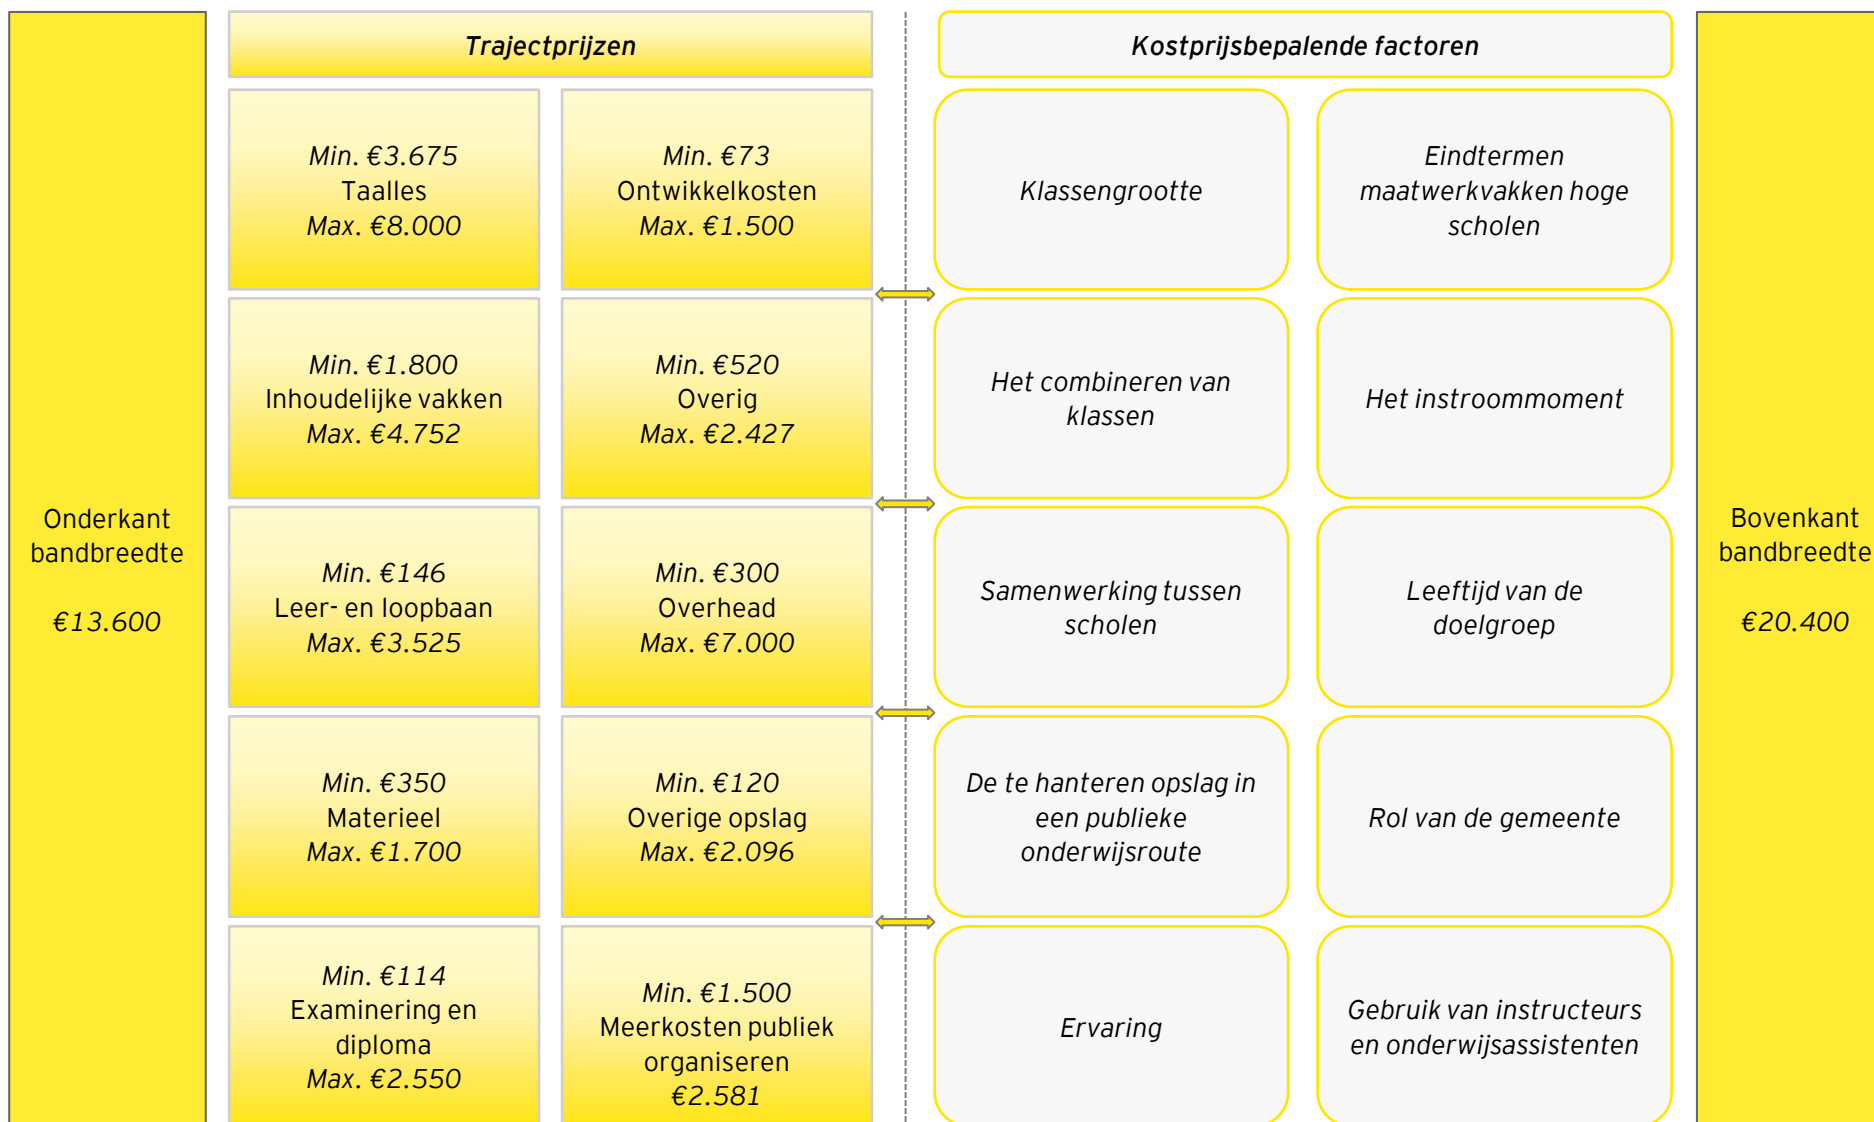 Onderkant
bandbreedte
€13.600
Trajectprijzen
Min. €3.675
Taalles
Max. €8.000
Min. €73
Ontwikkelkosten
Max. €1.500
Min. €1.800
Inhoudelijke vakken
Max. €4.752
Min. €520
Overig
Max. €2.427
Min. €146
Leer- en loopbaan
Max. €3.525
Min. €300
Overhead
Max. €7.000
Min. €350
Materieel
Max. €1.700
Min. €120
Overige opslag
Max. €2.096
Min. €114
Examinering en
diploma
Max. €2.550
Min. €1.500
Meerkosten publiek
organiseren
€2.581
Kostprijsbepalende factoren
Klassengrootte
Eindtermen
maatwerkvakken hoge
scholen
Het combineren van
klassen
Het instroommoment
Samenwerking tussen
scholen
Leeftijd van de
doelgroep
De te hanteren opslag in
een publieke
onderwijsroute
Rol van de gemeente
Ervaring
Gebruik van instructeurs
en onderwijsassistenten
Bovenkant
bandbreedte
€20.400